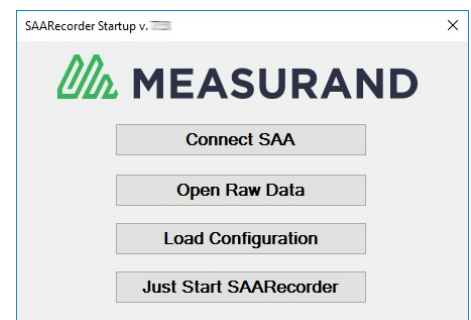 SAARecorder Startup v.
MEASURAND
Connect SAA
Open Raw Data
Load Configuration
Just Start SAARecorder